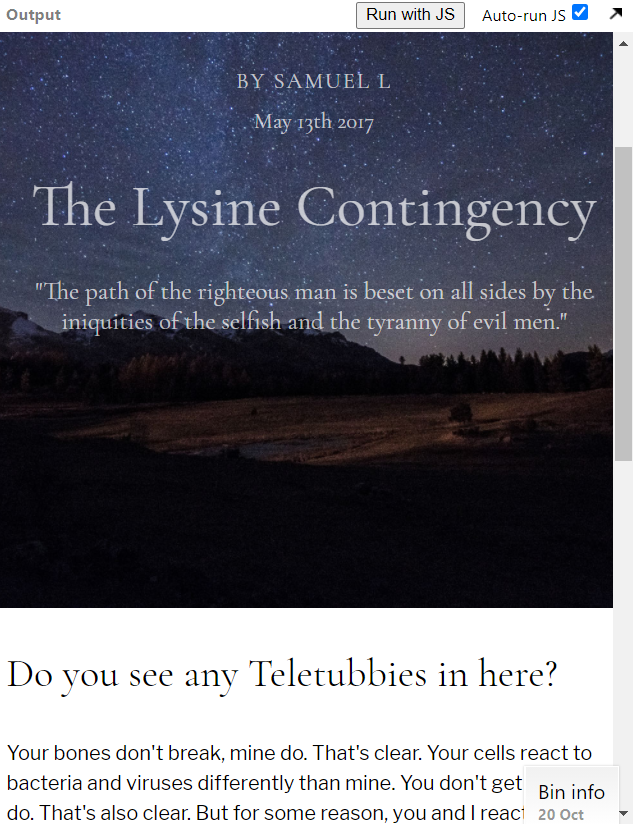 Output
Run with JS
Auto-run JS
BY SAMUEL L
May 13th 2017
The Lysine Contingency
"The path of the righteous man is beset on all sides by the
iniquities of the selfish and the tyranny of evil men."
Do you see any Teletubbies in here?
Your bones don't break, mine do. That's clear. Your cells react to
bacteria and viruses differently than mine. You don't get
do. That's also clear. But for some reason, you and I react
Bin info
20 Oct